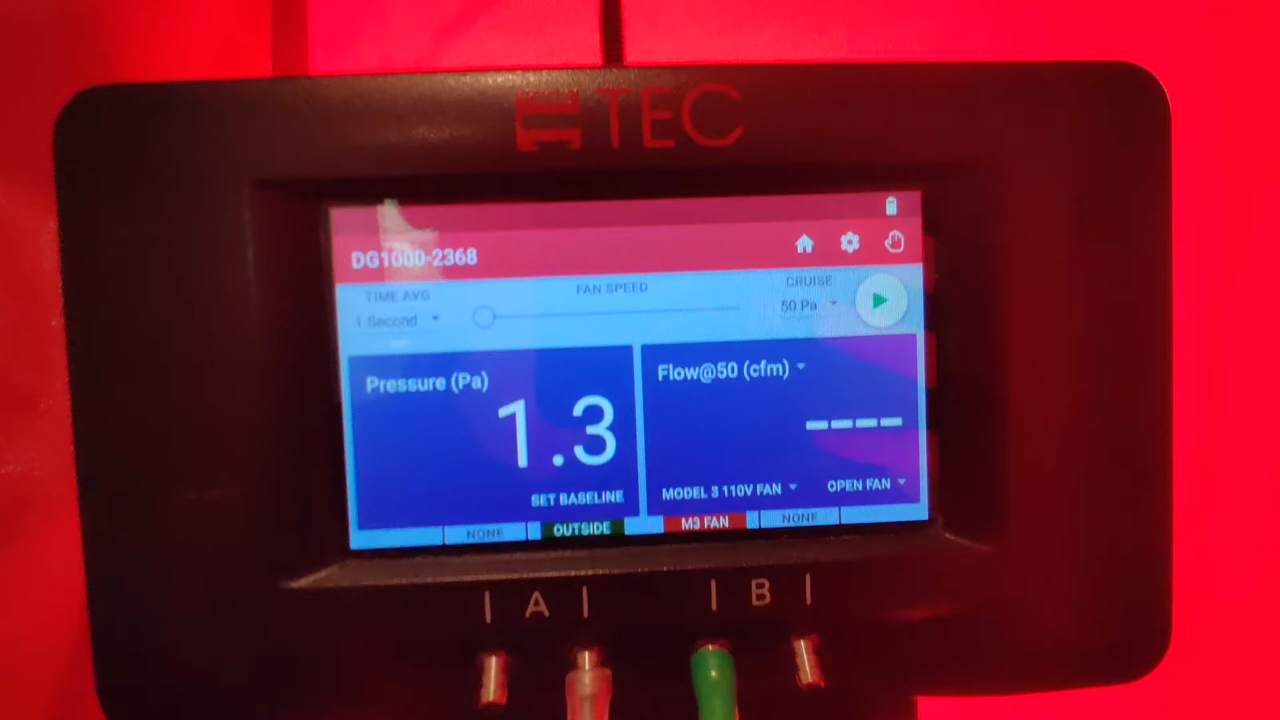 TEC
DG1000-2368
TIME AVG
FAN SPEED
CRUISE
1 Second
50 Pa
Pressure (Pa)
1.3
SET BASELINE
Flow@50 (cfm)
----
MODEL 3 110V FAN
OPEN FAN
NONE
OUTSIDE
M3 FAN
NONE
A
B